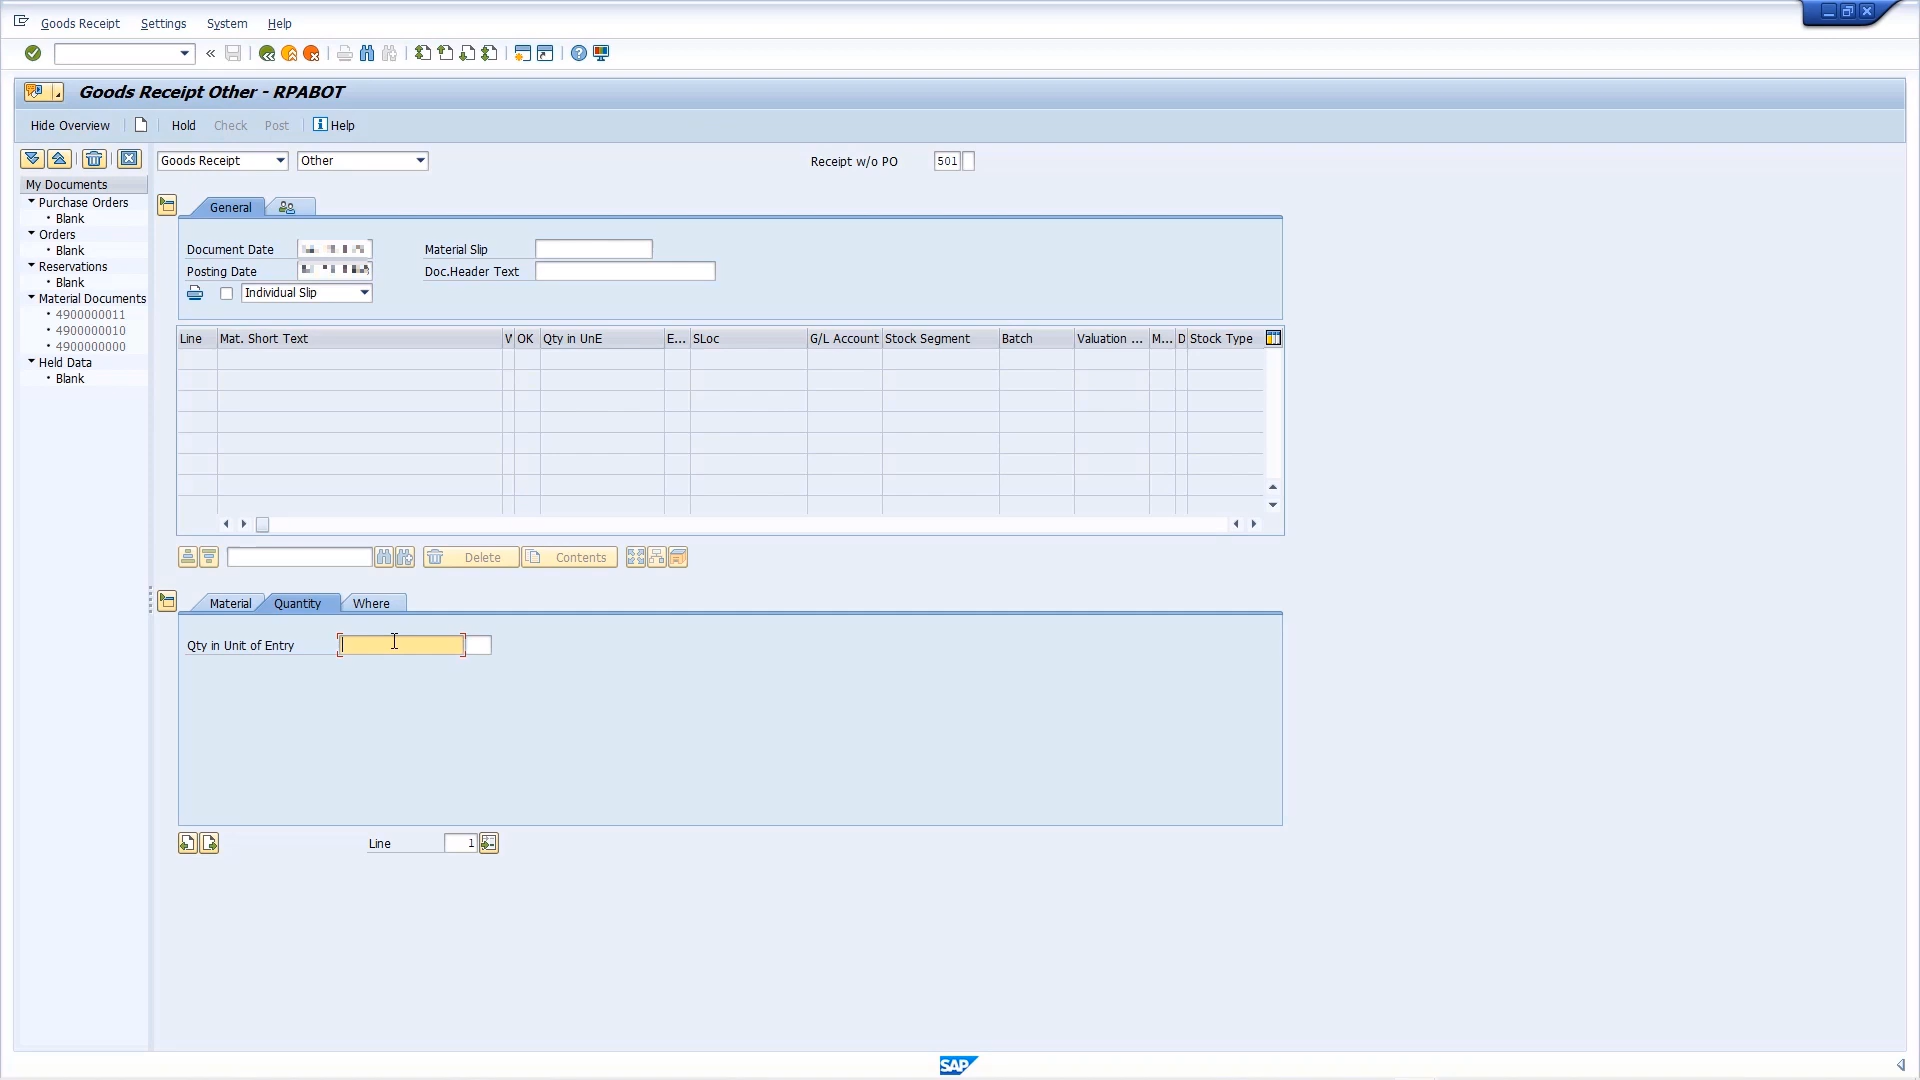 Goods Receipt Settings System Help
Goods Receipt Other - RPABOT
Hide Overview Hold Check Post Help
Goods Receipt Other Receipt w/o PO 501
My Documents
Purchase Orders
Blank
Orders
Blank
Reservations
Blank
Material Documents
4900000011
4900000010
4900000000
Held Data
Blank
General
Document Date Material Slip
Posting Date Doc.Header Text
Individual Slip
Line Mat. Short Text V OK Qty in UnE E... SLoc G/L Account Stock Segment Batch Valuation ... M... D Stock Type
Delete Contents
Material Quantity Where
Qty in Unit of Entry
Line 1
SAP